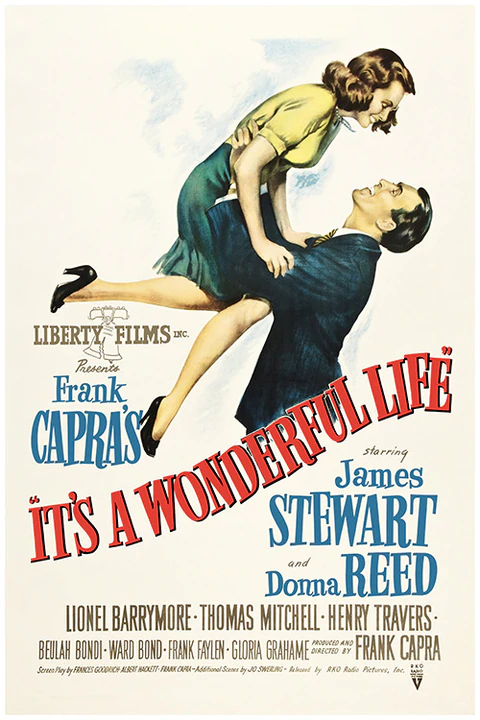 LIBERTY FILMS INC.
Presents
Frank
CAPRA'S
"IT'S A WONDERFUL LIFE"
starring
James
STEWART
and
Donna REED
LIONEL BARRYMORE · THOMAS MITCHELL · HENRY TRAVERS ·
BEULAH BONDI · WARD BOND · FRANK FAYLEN · GLORIA GRAHAME PRODUCED AND DIRECTED BY FRANK CAPRA
Screen Play by FRANCES GOODRICH · ALBERT HACKETT · FRANK CAPRA — Additional Scenes by JO SWERLING · Released by RKO Radio Pictures, Inc.
RKO
RADIO